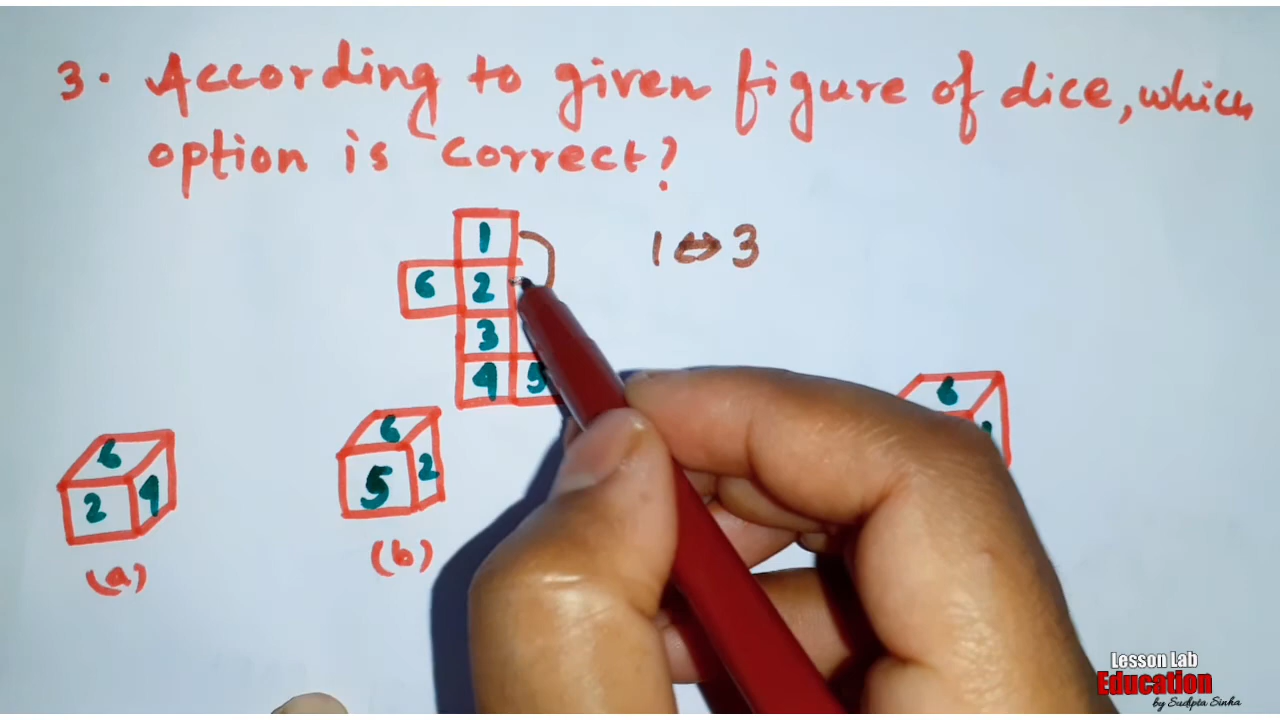 3. According to given figure of dice, which
option is correct?
1
6 2
3
4 5
1 ⇔ 3
6
2 4
(a)
6
5 2
(b)
6
Lesson Lab
Education
by Sudipta Sinha